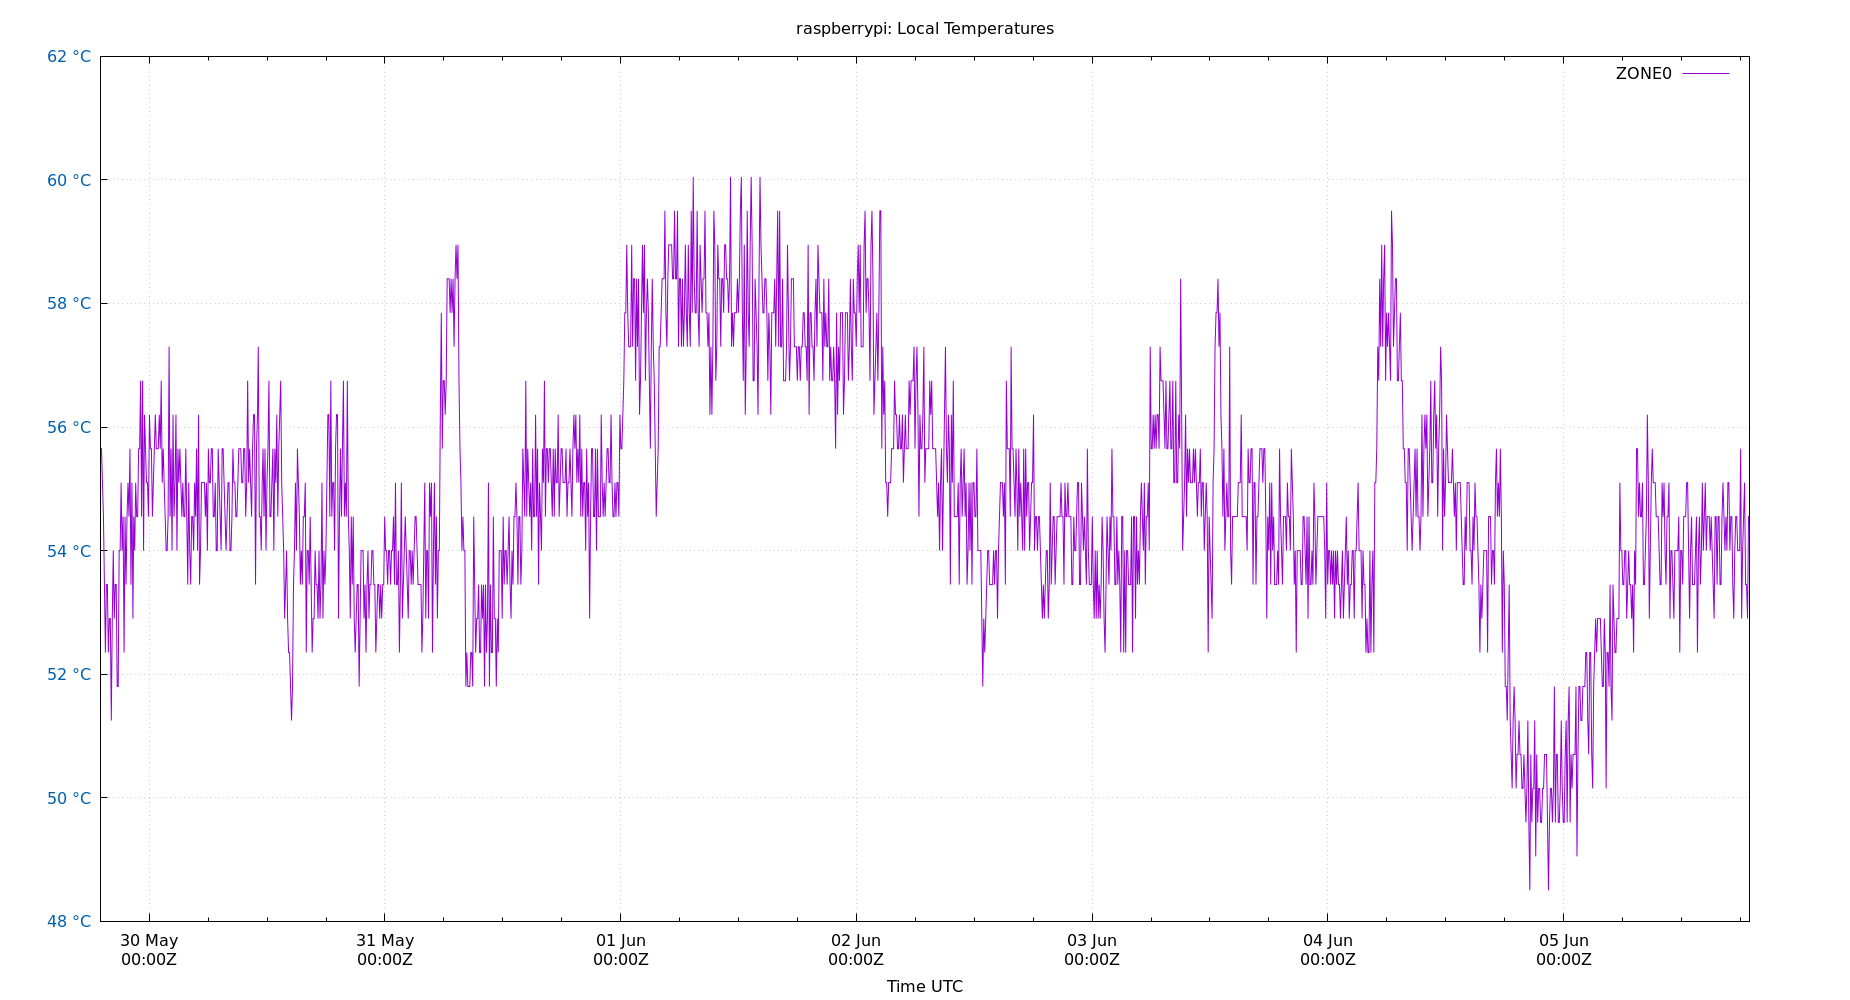 raspberrypi: Local Temperatures
62 °C
ZONE0
60 °C
58 °C
56 °C
54 °C
52 °C
50 °C
48 °C
30 May 31 May 01 Jun 02 Jun 03 Jun 04 Jun 05 Jun
00:00Z 00:00Z 00:00Z 00:00Z 00:00Z 00:00Z 00:00Z
Time UTC